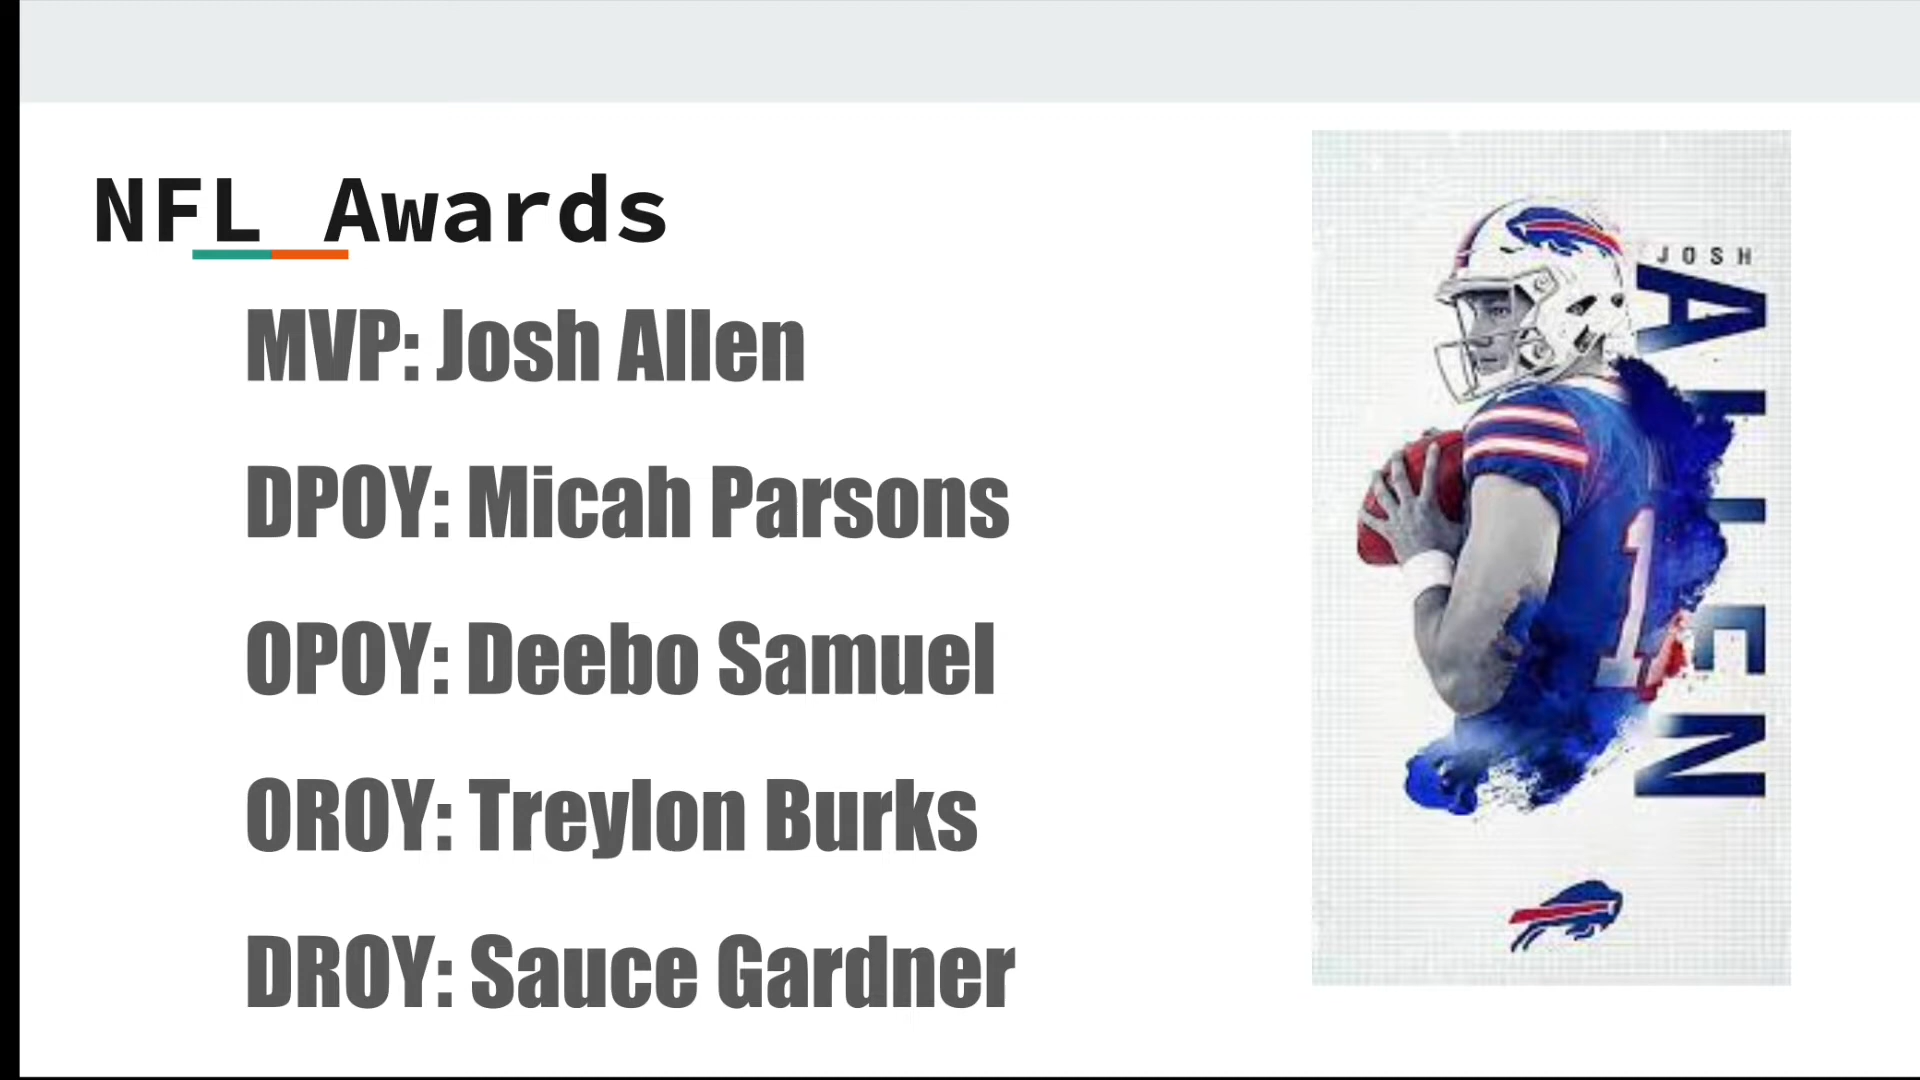 NFL Awards
MVP: Josh Allen
DPOY: Micah Parsons
OPOY: Deebo Samuel
OROY: Treylon Burks
DROY: Sauce Gardner
JOSH
ALLEN
1